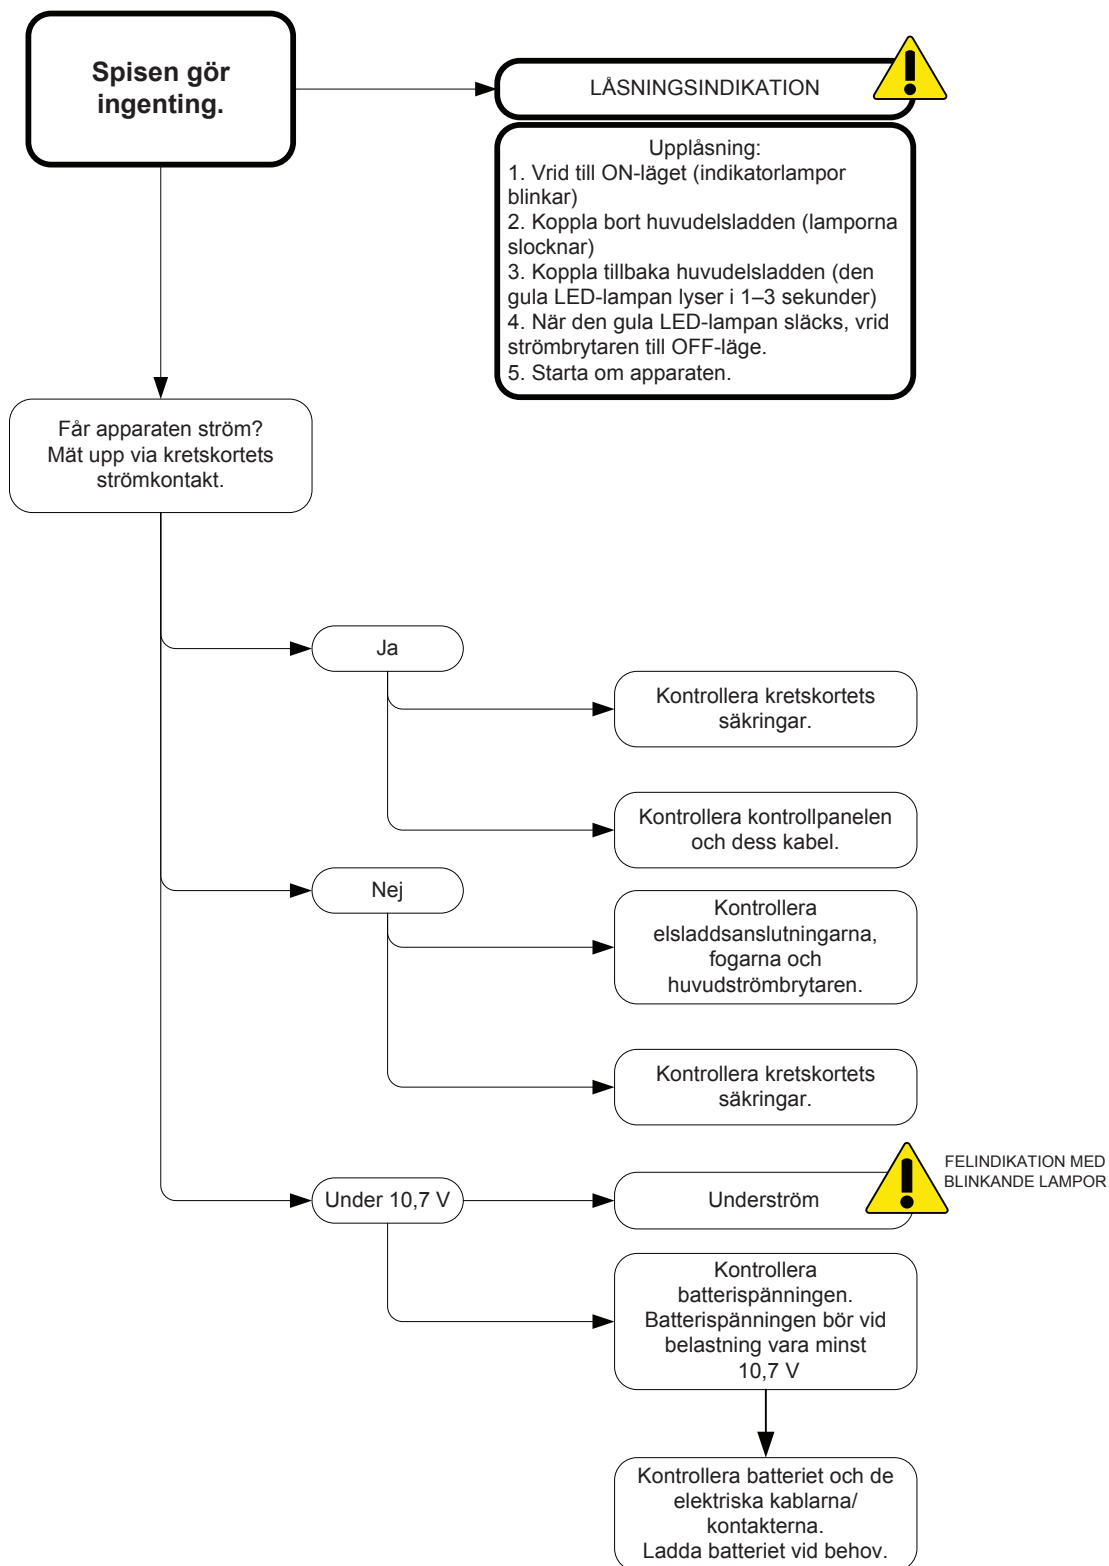 Spisen gör
ingenting.
LÅSNINGSINDIKATION
Upplåsning:
1. Vrid till ON-läget (indikatorlampor
blinkar)
2. Koppla bort huvudelsladden (lamporna
slocknar)
3. Koppla tillbaka huvudelsladden (den
gula LED-lampan lyser i 1–3 sekunder)
4. När den gula LED-lampan släcks, vrid
strömbrytaren till OFF-läge.
5. Starta om apparaten.
Får apparaten ström?
Mät upp via kretskortets
strömkontakt.
Ja
Kontrollera kretskortets
säkringar.
Kontrollera kontrollpanelen
och dess kabel.
Nej
Kontrollera
elsladdsanslutningarna,
fogarna och
huvudströmbrytaren.
Kontrollera kretskortets
säkringar.
Under 10,7 V
Underström
FELINDIKATION MED
BLINKANDE LAMPOR
Kontrollera
batterispänningen.
Batterispänningen bör vid
belastning vara minst
10,7 V
Kontrollera batteriet och de
elektriska kablarna/
kontakterna.
Ladda batteriet vid behov.